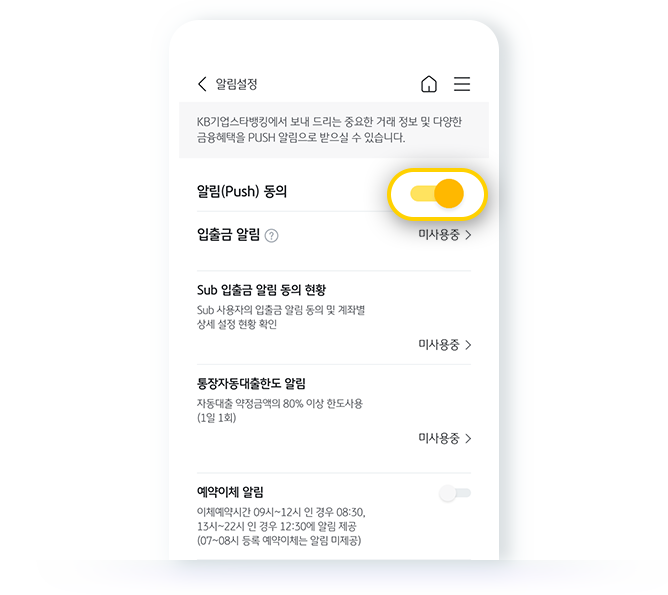 알림설정
KB기업스타뱅킹에서 보내 드리는 중요한 거래 정보 및 다양한
금융혜택을 PUSH 알림으로 받으실 수 있습니다.
알림(Push) 동의
입출금 알림 ?
미사용중
Sub 입출금 알림 동의 현황
Sub 사용자의 입출금 알림 동의 및 계좌별
상세 설정 현황 확인
미사용중
통장자동대출한도 알림
자동대출 약정금액의 80% 이상 한도사용
(1일 1회)
미사용중
예약이체 알림
이체예약시간 09시~12시 인 경우 08:30,
13시~22시 인 경우 12:30에 알림 제공
(07~08시 등록 예약이체는 알림 미제공)